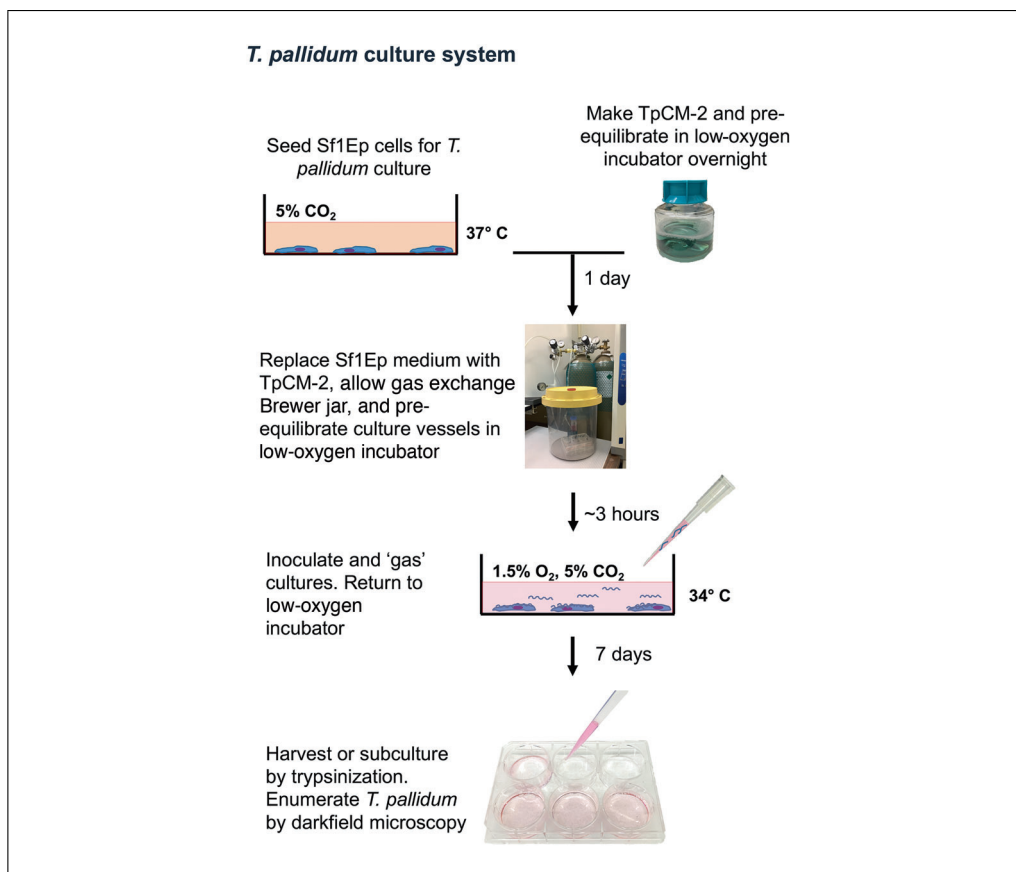 T. pallidum culture system
Seed Sf1Ep cells for T.
pallidum culture
Make TpCM-2 and pre-
equilibrate in low-oxygen
incubator overnight
5% CO₂
37° C
1 day
Replace Sf1Ep medium with
TpCM-2, allow gas exchange
Brewer jar, and pre-
equilibrate culture vessels in
low-oxygen incubator
~3 hours
Inoculate and ‘gas’
cultures. Return to
low-oxygen
incubator
1.5% O₂, 5% CO₂
34° C
7 days
Harvest or subculture
by trypsinization.
Enumerate T. pallidum
by darkfield microscopy